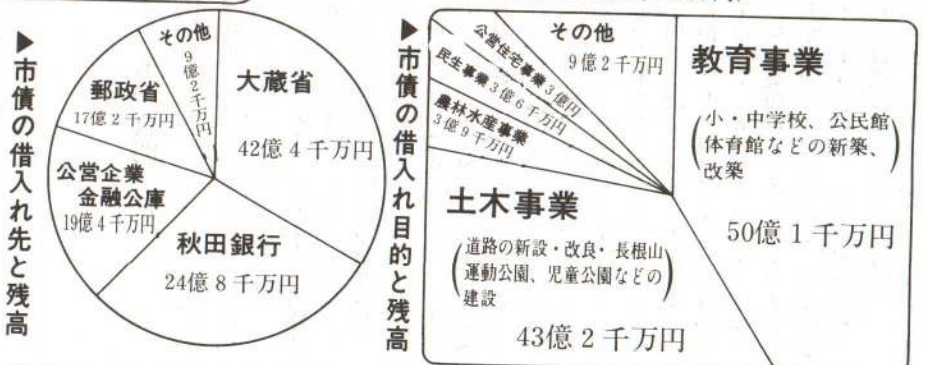 ▶市債の借入れ先と残高
大蔵省
42億4千万円
秋田銀行
24億8千万円
公営企業
金融公庫
19億4千万円
郵政省
17億2千万円
その他
9億2千万円
▶市債の借入れ目的と残高
教育事業
(小・中学校、公民館
体育館などの新築、
改築)
50億1千万円
土木事業
(道路の新設・改良・長根山
運動公園、児童公園などの
建設)
43億2千万円
農林水産事業
3億9千万円
民生事業3億6千万円
公営住宅事業3億円
その他
9億2千万円